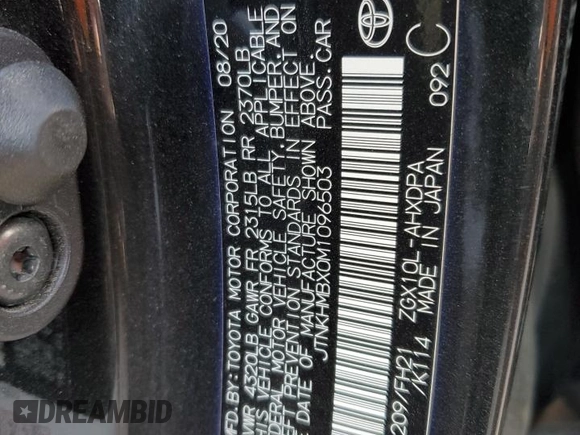 MFD. BY: TOYOTA MOTOR CORPORATION 08/20
GVWR 4320LB GAWR FR 2315LB RR 2370LB
THIS VEHICLE CONFORMS TO ALL APPLICABLE
FEDERAL MOTOR VEHICLE SAFETY, BUMPER, AND
THEFT PREVENTION STANDARDS IN EFFECT ON
THE DATE OF MANUFACTURE SHOWN ABOVE.
JTNKHMBX0M1096503 PASS. CAR
092 C
209/FH21 ZGX10L-AHXDPA
K114 MADE IN JAPAN
DREAMBID